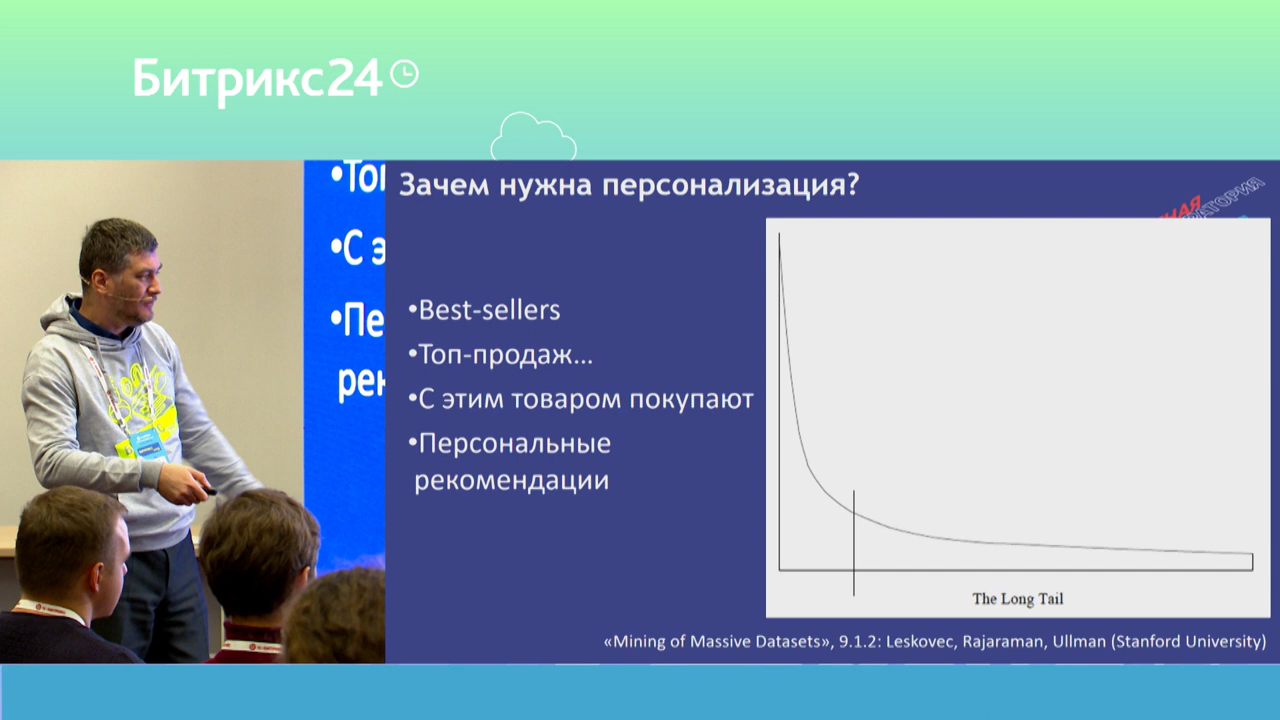 Битрикс24
Зачем нужна персонализация?
•Best-sellers
•Топ-продаж...
•С этим товаром покупают
•Персональные
рекомендации
The Long Tail
«Mining of Massive Datasets», 9.1.2: Leskovec, Rajaraman, Ullman (Stanford University)